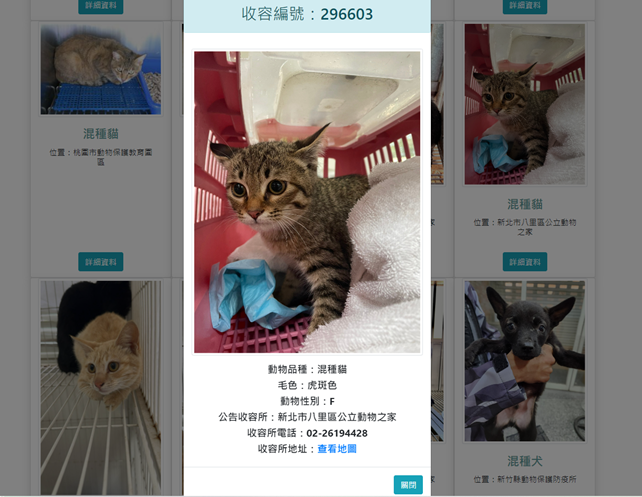 詳細資料
詳細資料
收容編號：296603
混種貓
位置：桃園市動物保護教育園
區
詳細資料
動物品種：混種貓
毛色：虎斑色
動物性別：F
公告收容所：新北市八里區公立動物之家
收容所電話：02-26194428
收容所地址：查看地圖
關閉
家
混種貓
位置：新北市八里區公立動物
之家
詳細資料
混種犬
位置：新竹縣動物保護防疫所